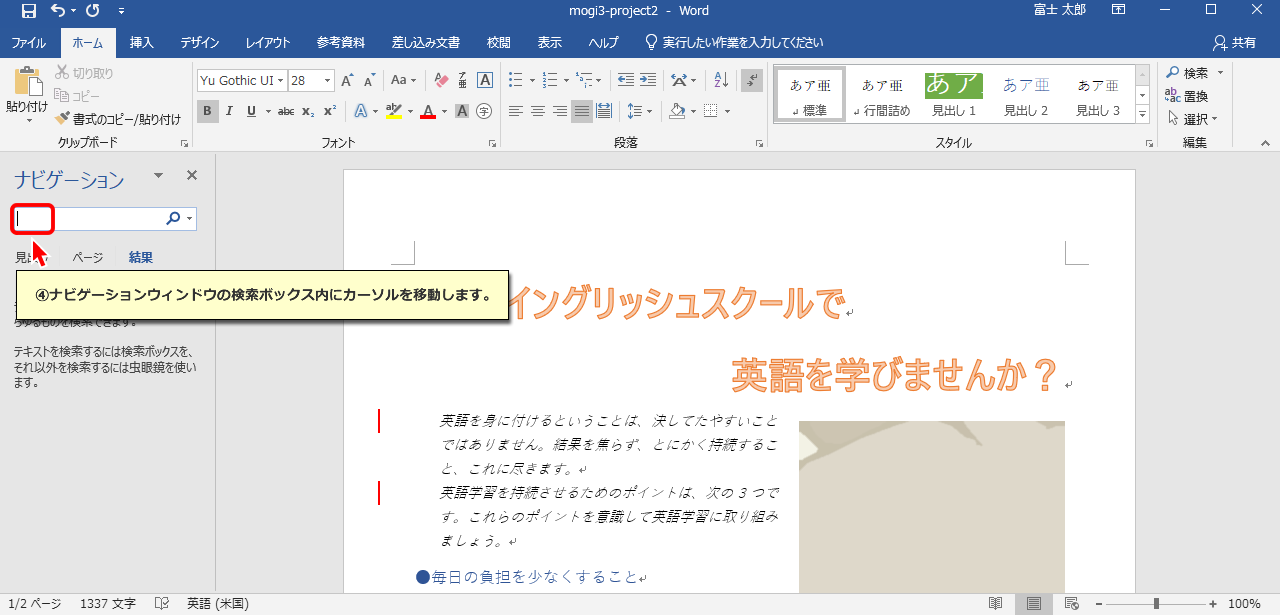 mogi3-project2 - Word
富士 太郎
ファイル ホーム 挿入 デザイン レイアウト 参考資料 差し込み文書 校閲 表示 ヘルプ 実行したい作業を入力してください 共有
貼り付け
切り取り
コピー
書式のコピー/貼り付け
クリップボード
Yu Gothic UI 28
フォント
段落
あア亜 あア亜 あア あア亜 あア亜
標準 行間詰め 見出し 1 見出し 2 見出し 3
スタイル
検索
置換
選択
編集
ナビゲーション
ページ 結果
④ナビゲーションウィンドウの検索ボックス内にカーソルを移動します。
テキストを検索するには検索ボックスを、
それ以外を検索するには虫眼鏡を使い
ます。
イングリッシュスクールで
英語を学びませんか？
英語を身に付けるということは、決してたやすいこと
ではありません。結果を焦らず、とにかく持続するこ
と、これに尽きます。
英語学習を持続させるためのポイントは、次の 3 つで
す。これらのポイントを意識して英語学習に取り組み
ましょう。
●毎日の負担を少なくすること
1/2 ページ 1337 文字 英語 (米国) 100%